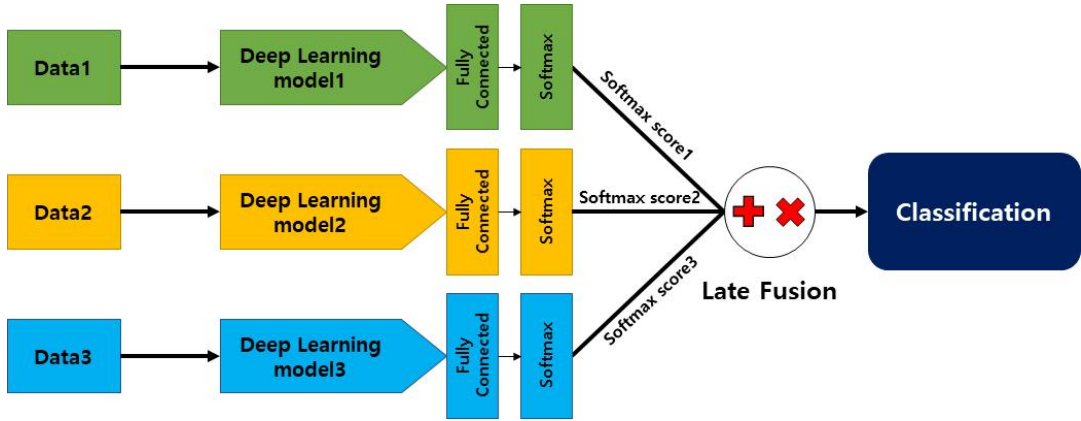 Data1
Deep Learning
model1
Fully
Connected
Softmax
Softmax score1
Data2
Deep Learning
model2
Fully
Connected
Softmax
Softmax score2
Data3
Deep Learning
model3
Fully
Connected
Softmax
Softmax score3
Late Fusion
Classification